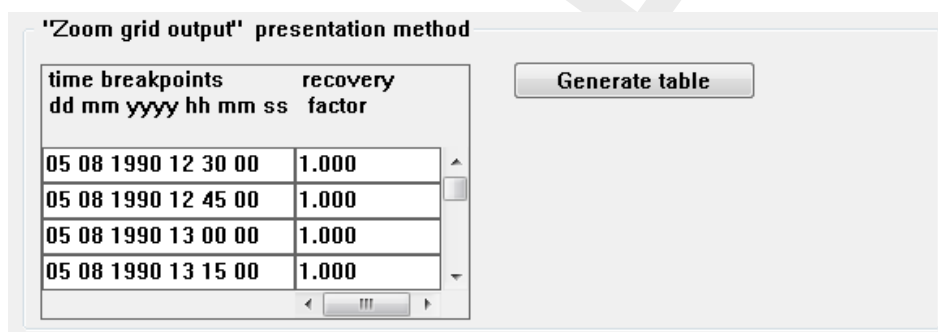 "Zoom grid output" presentation method
time breakpoints recovery
dd mm yyyy hh mm ss factor
Generate table
05 08 1990 12 30 00 1.000
05 08 1990 12 45 00 1.000
05 08 1990 13 00 00 1.000
05 08 1990 13 15 00 1.000